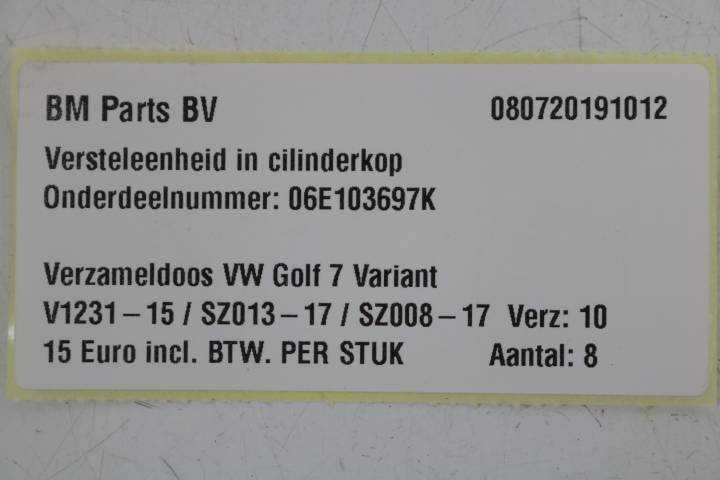 BM Parts BV 080720191012
Versteleenheid in cilinderkop
Onderdeelnummer: 06E103697K
Verzameldoos VW Golf 7 Variant
V1231-15 / SZ013-17 / SZ008-17 Verz: 10
15 Euro incl. BTW. PER STUK Aantal: 8